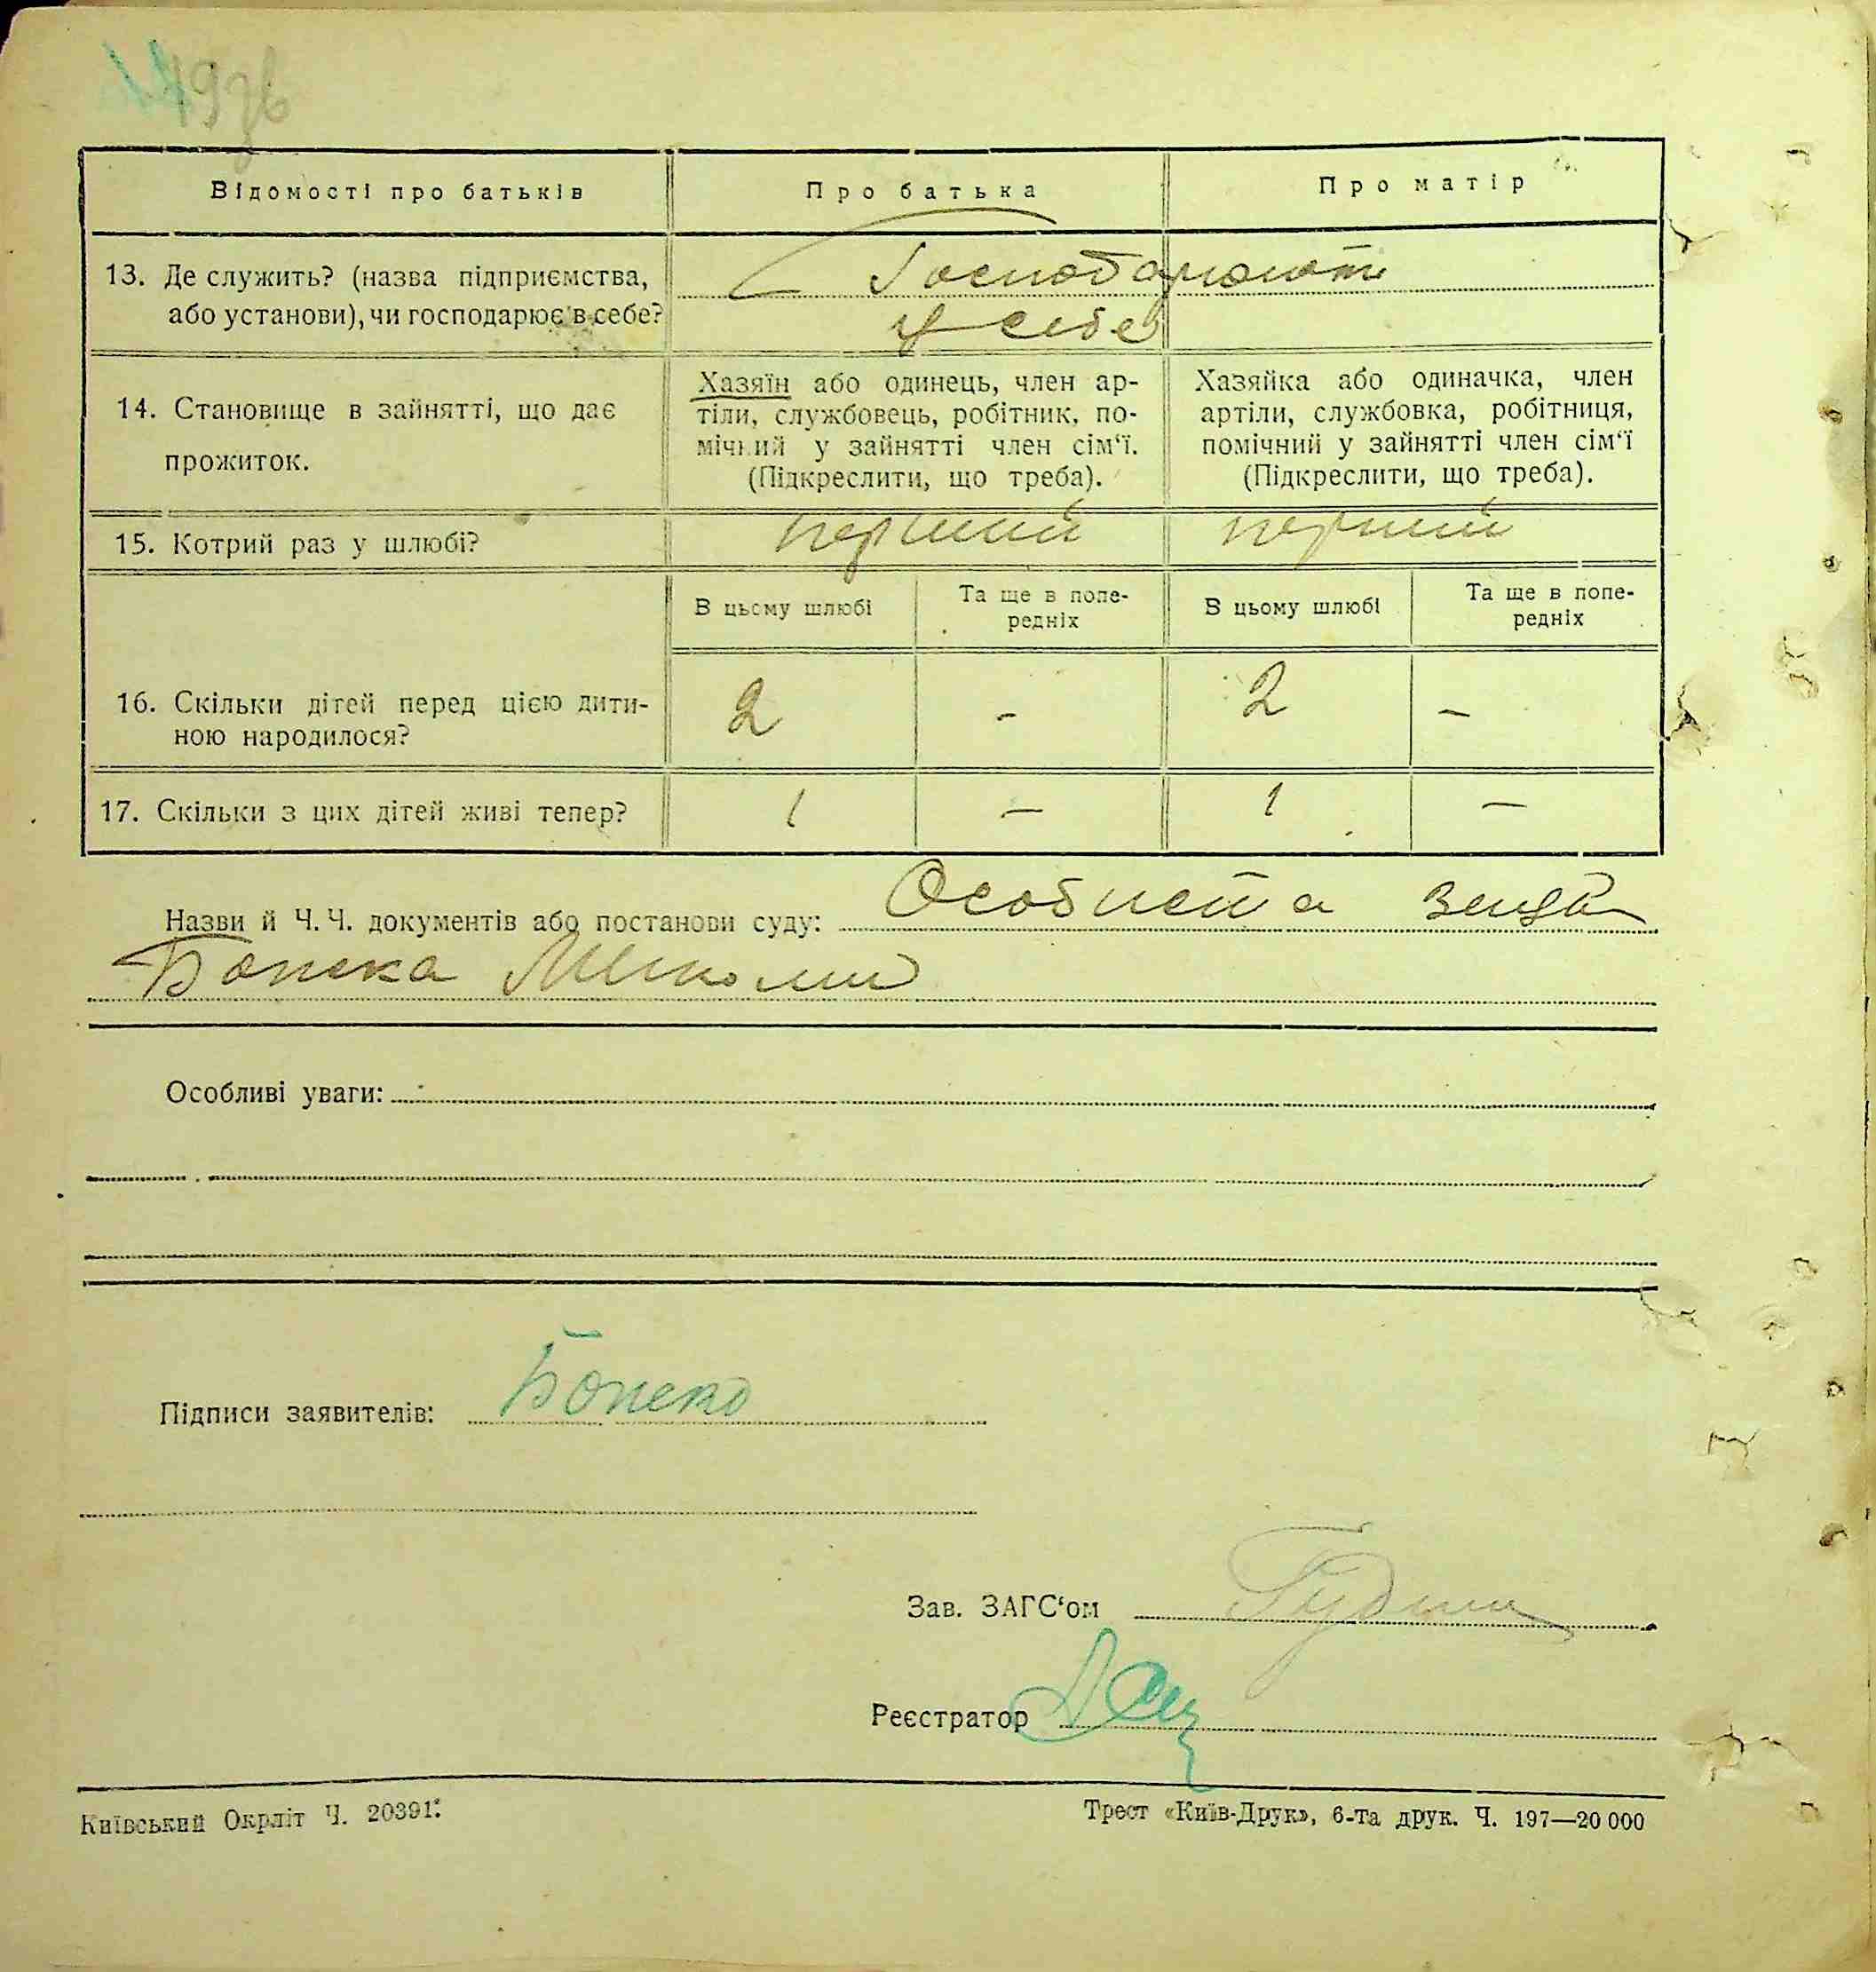 Відомості про батьків
Про батька
Про матір
13. Де служить? (назва підприємства,
або установи), чи господарює в себе?
Господарюють
у себе
14. Становище в зайнятті, що дає
прожиток.
Хазяїн або одинець, член ар-
тіли, службовець, робітник, по-
мічний у зайнятті член сім‘ї.
(Підкреслити, що треба).
Хазяйка або одиначка, член
артіли, службовка, робітниця,
помічний у зайнятті член сім‘ї
(Підкреслити, що треба).
15. Котрий раз у шлюбі?
перший
перший
В цьому шлюбі
Та ще в попе-
редніх
В цьому шлюбі
Та ще в попе-
редніх
16. Скільки дітей перед цією дити-
ною народилося?
2
-
2
-
17. Скільки з цих дітей живі тепер?
1
—
1
—
Назви й Ч. Ч. документів або постанови суду: Особиста
Бопска
Особливі уваги:
Підписи заявителів: Бопско
Зав. ЗАГС‘ом
Реєстратор
Київський Окрліт Ч. 20391.
Трест «Київ-Друк», 6-та друк. Ч. 197—20 000